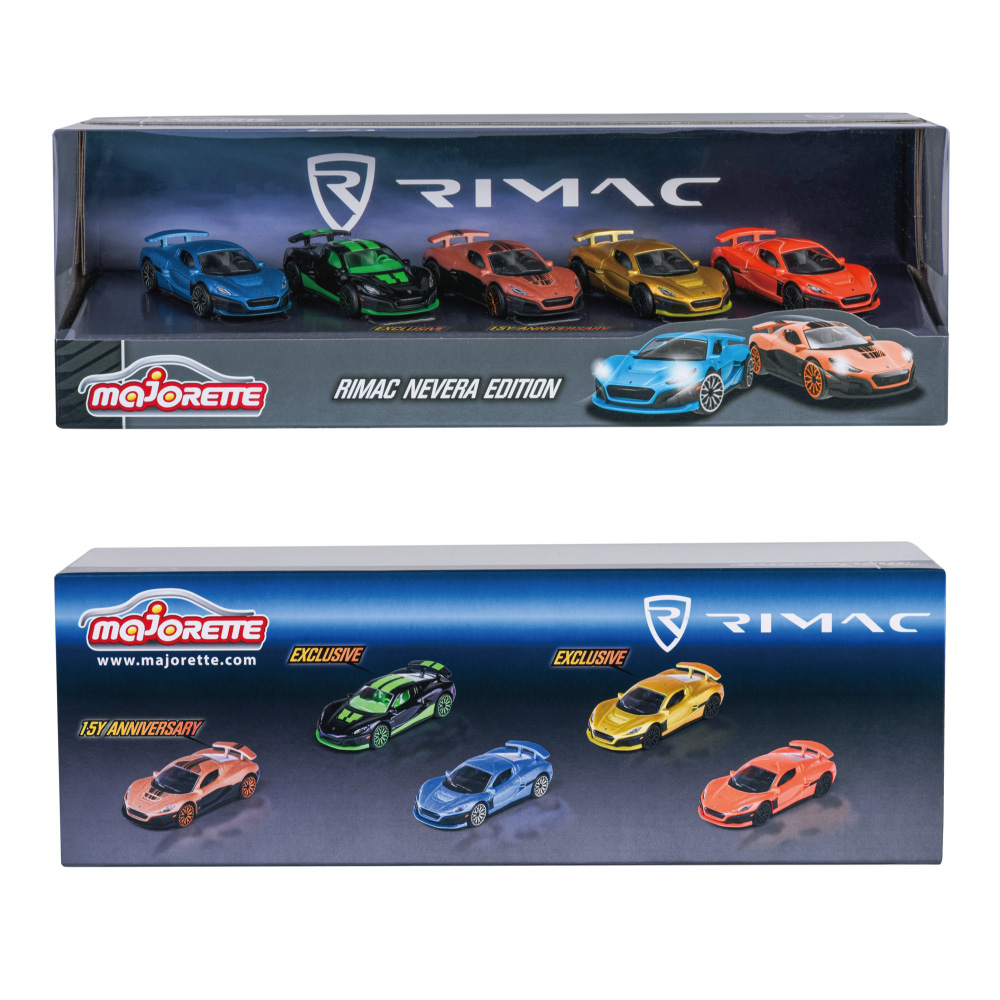 RIMAC
EXCLUSIVE
15Y ANNIVERSARY
majorette
RIMAC NEVERA EDITION
majorette
www.majorette.com
RIMAC
EXCLUSIVE
EXCLUSIVE
15Y ANNIVERSARY